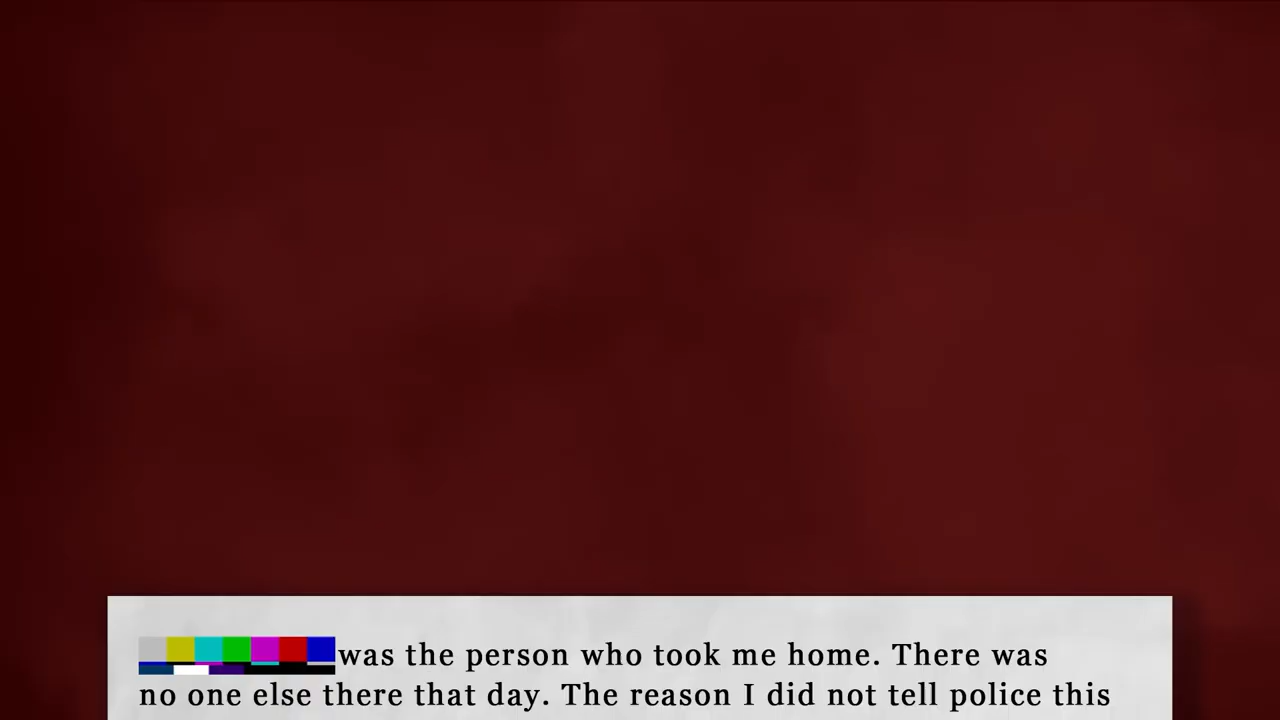 was the person who took me home. There was
no one else there that day. The reason I did not tell police this